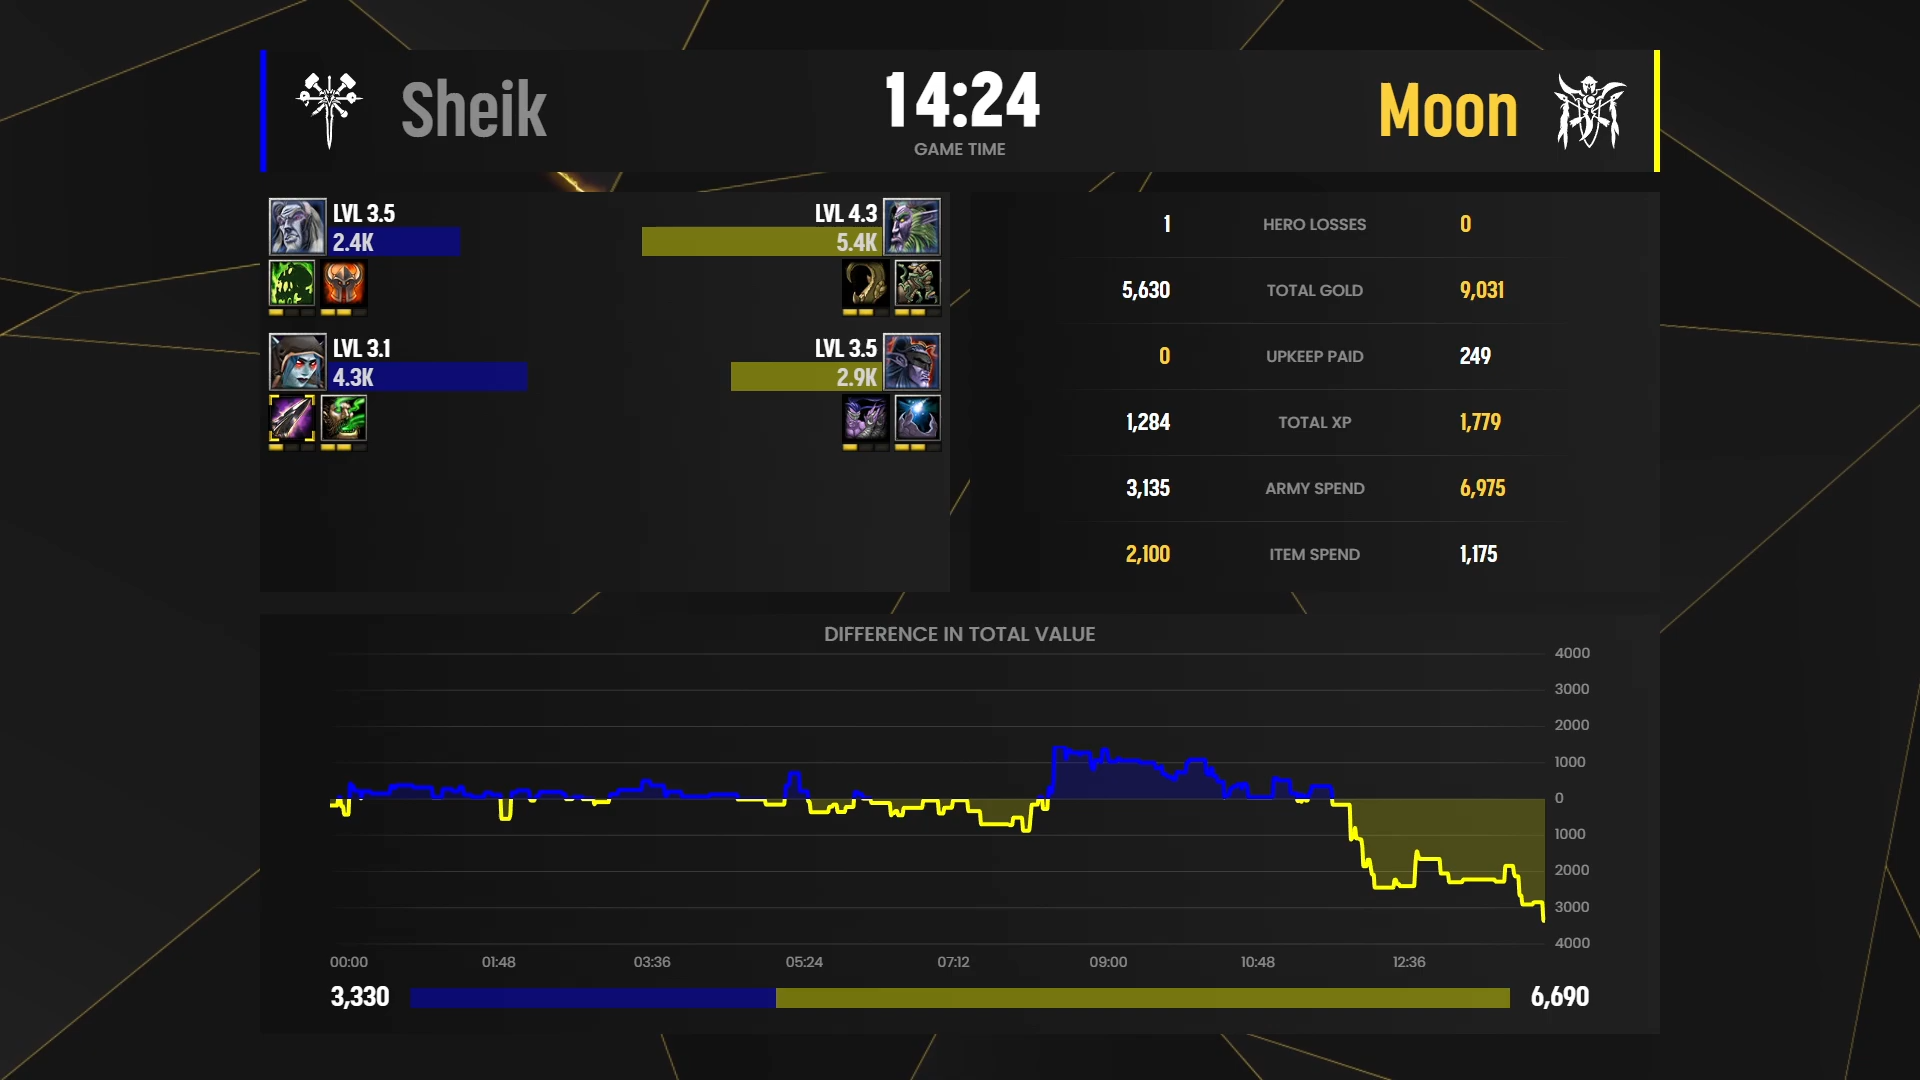 Sheik
14:24
GAME TIME
Moon
LVL 3.5
2.4K
LVL 4.3
5.4K
LVL 3.1
4.3K
LVL 3.5
2.9K
1 HERO LOSSES 0
5,630 TOTAL GOLD 9,031
0 UPKEEP PAID 249
1,284 TOTAL XP 1,779
3,135 ARMY SPEND 6,975
2,100 ITEM SPEND 1,175
DIFFERENCE IN TOTAL VALUE
4000
3000
2000
1000
0
1000
2000
3000
4000
00:00 01:48 03:36 05:24 07:12 09:00 10:48 12:36
3,330 6,690